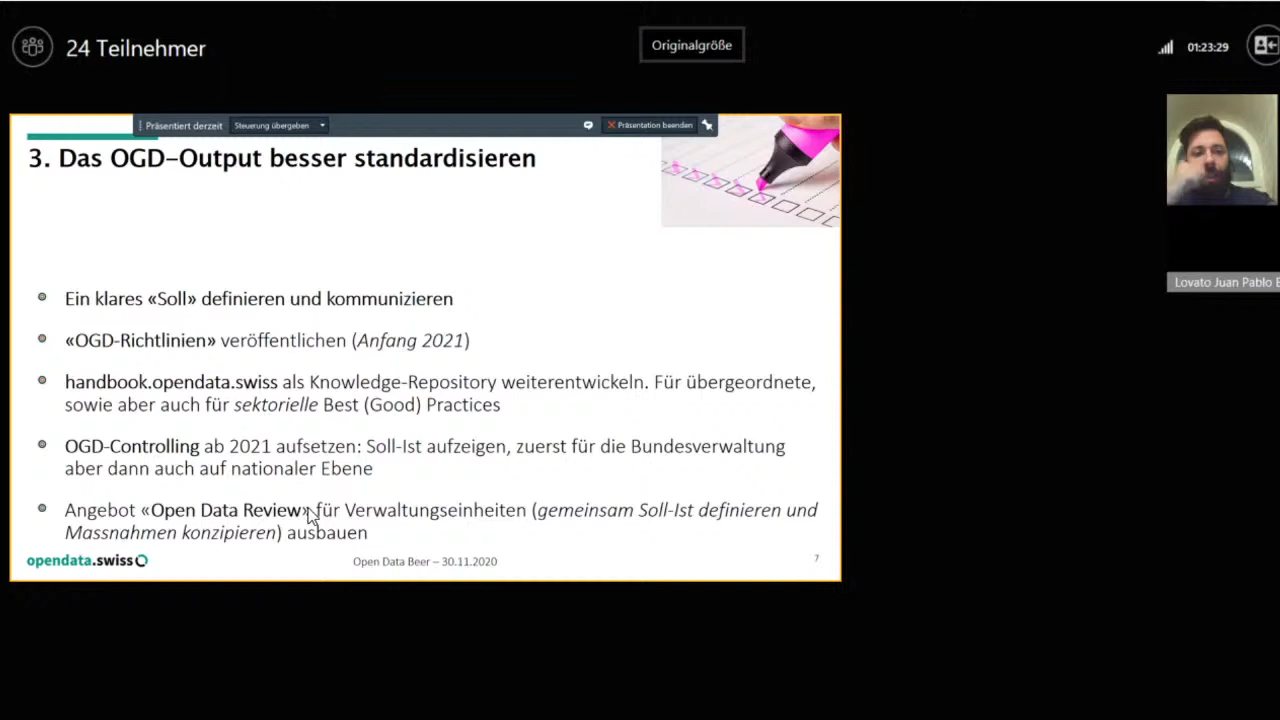 24 Teilnehmer
Originalgröße
01:23:29
Präsentiert derzeit
Steuerung übergeben
Präsentation beenden
3. Das OGD-Output besser standardisieren
Ein klares «Soll» definieren und kommunizieren
«OGD-Richtlinien» veröffentlichen (Anfang 2021)
handbook.opendata.swiss als Knowledge-Repository weiterentwickeln. Für übergeordnete,
sowie aber auch für sektorielle Best (Good) Practices
OGD-Controlling ab 2021 aufsetzen: Soll-Ist aufzeigen, zuerst für die Bundesverwaltung
aber dann auch auf nationaler Ebene
Angebot «Open Data Review» für Verwaltungseinheiten (gemeinsam Soll-Ist definieren und
Massnahmen konzipieren) ausbauen
opendata.swiss
Open Data Beer – 30.11.2020
7
Lovato Juan Pablo